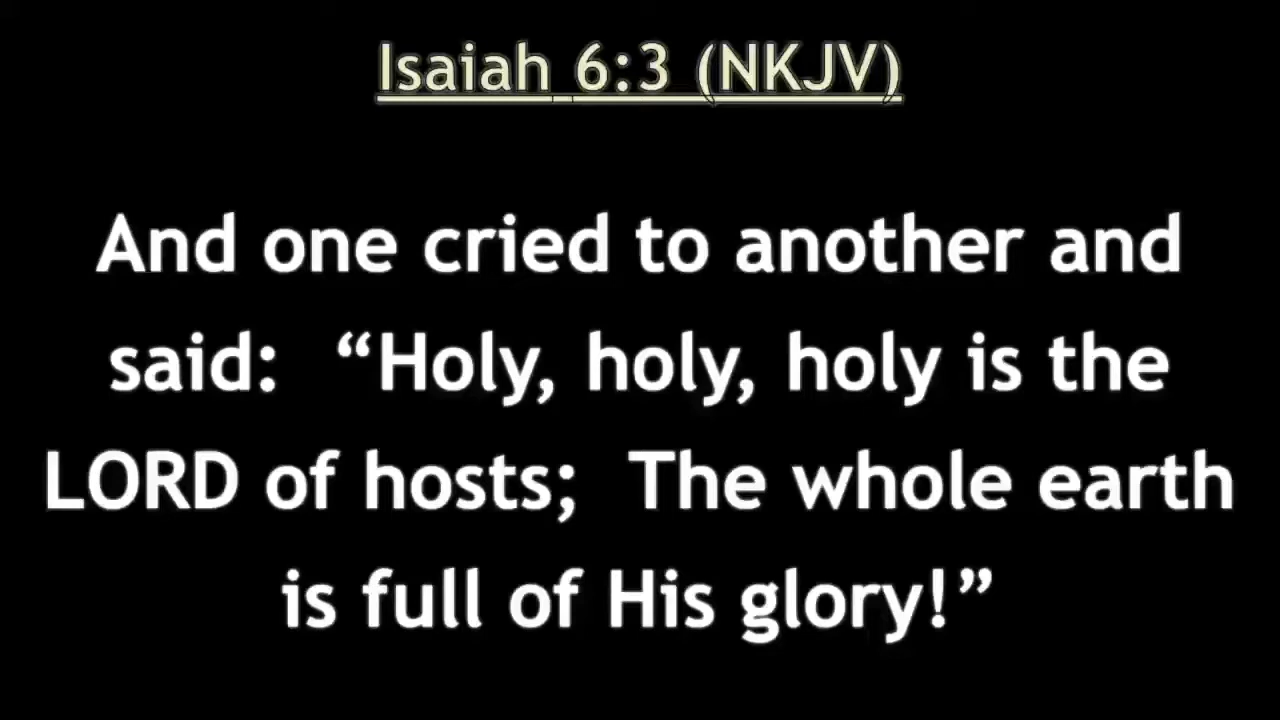 Isaiah 6:3 (NKJV)
And one cried to another and
said:  “Holy, holy, holy is the
LORD of hosts;  The whole earth
is full of His glory!”